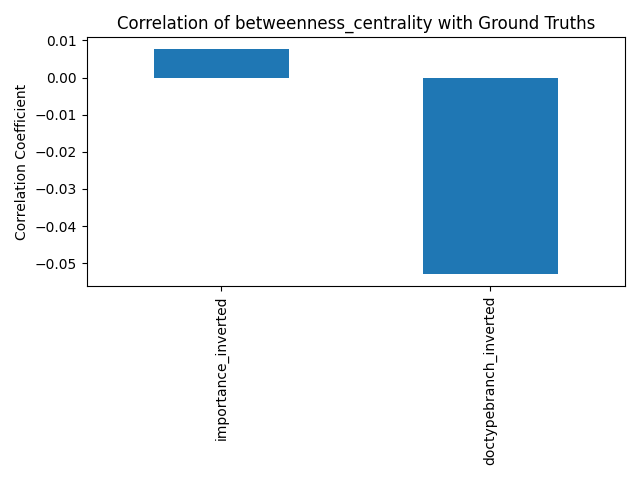 Correlation of betweenness_centrality with Ground Truths
0.01
0.00
−0.01
−0.02
−0.03
−0.04
−0.05
Correlation Coefficient
importance_inverted
doctypebranch_inverted